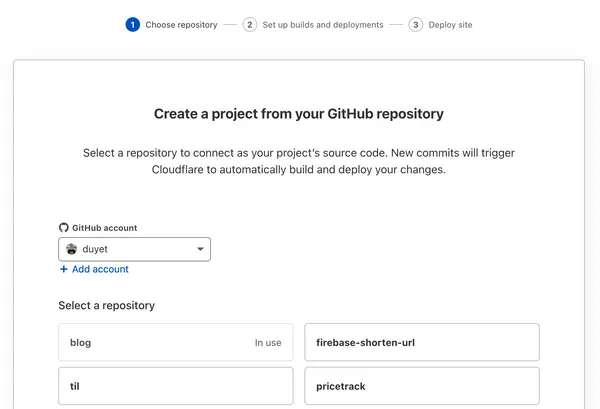 1 Choose repository 2 Set up builds and deployments 3 Deploy site
Create a project from your GitHub repository
Select a repository to connect as your project's source code. New commits will trigger
Cloudflare to automatically build and deploy your changes.
GitHub account
duyet
+ Add account
Select a repository
blog In use firebase-shorten-url
til pricetrack